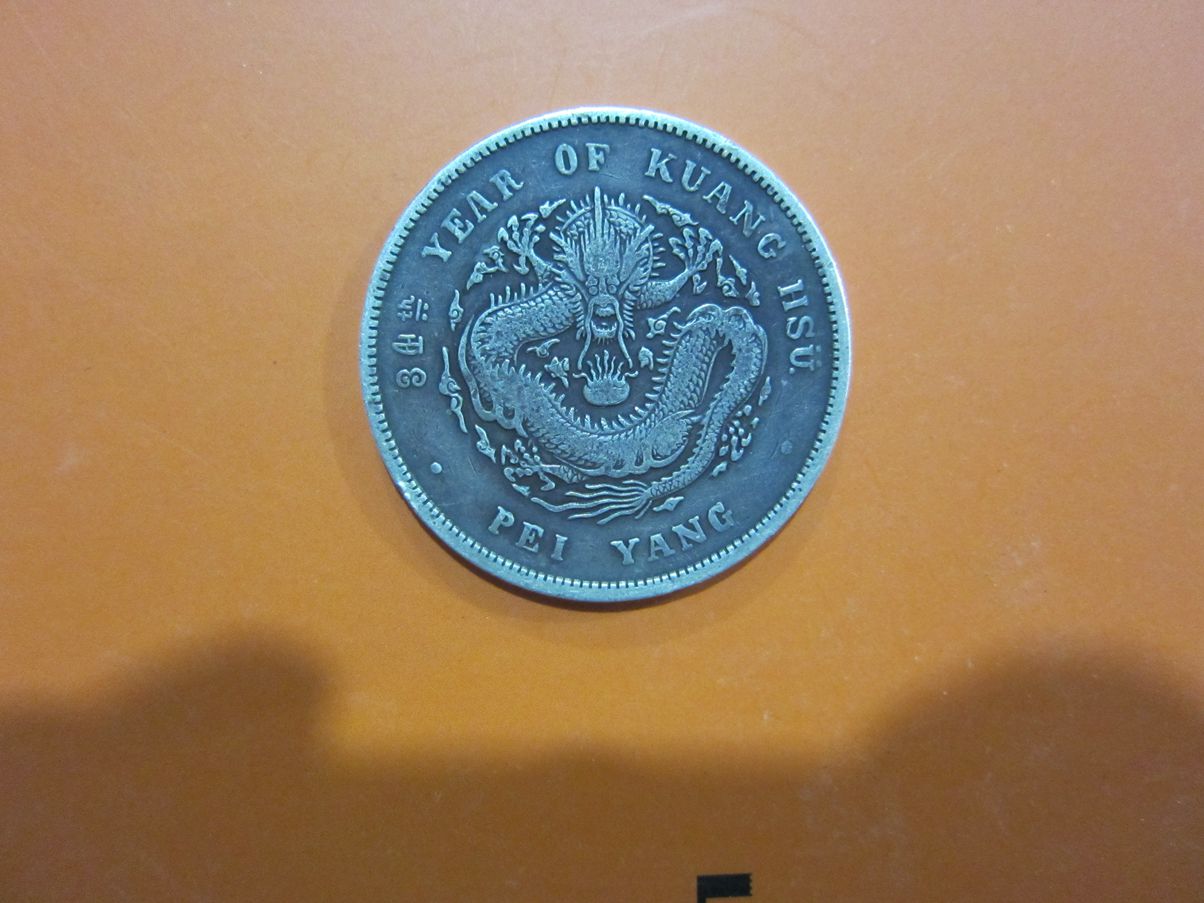 34th YEAR OF KUANG HSÜ.
PEI YANG